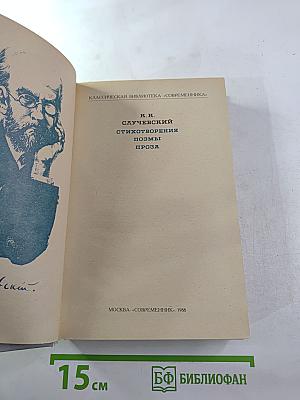 КЛАССИЧЕСКАЯ БИБЛИОТЕКА «СОВРЕМЕННИКА»
К. К.
СЛУЧЕВСКИЙ
СТИХОТВОРЕНИЯ
ПОЭМЫ
ПРОЗА
МОСКВА «СОВРЕМЕННИК» 1988
15 см
БФ БИБЛИОФАН